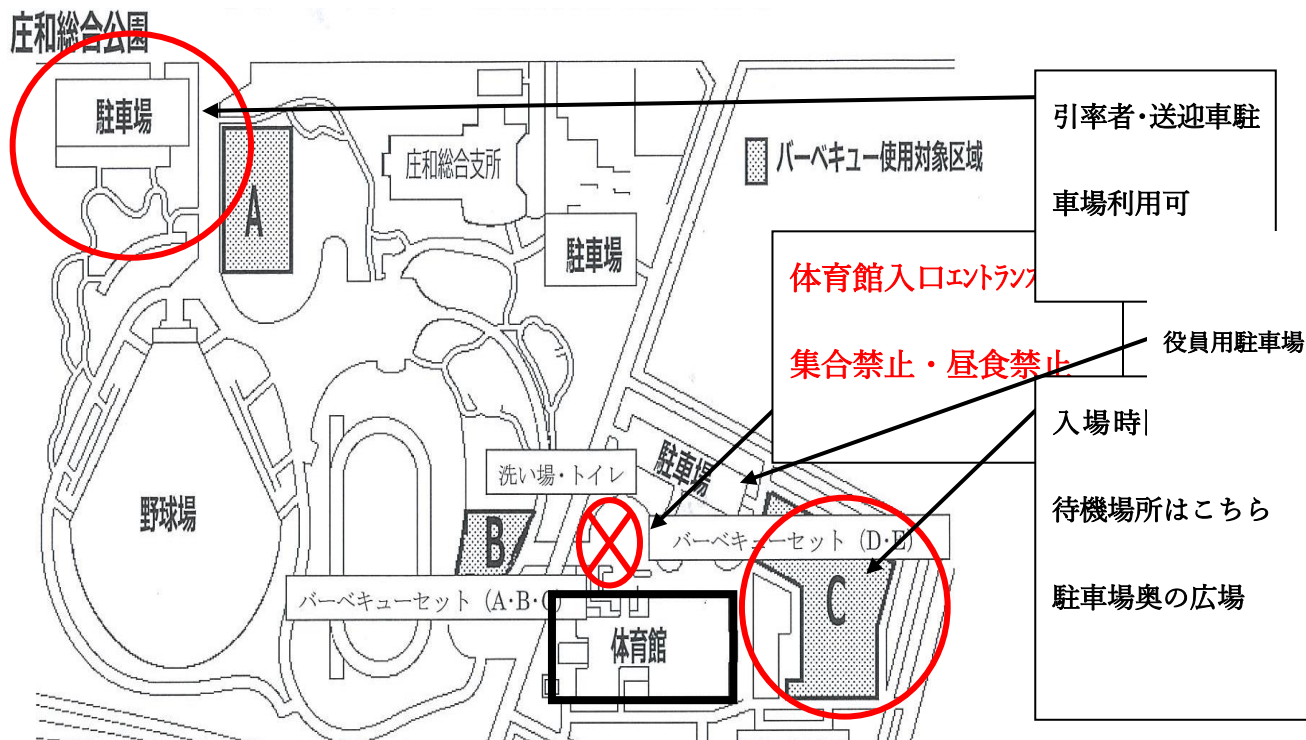 庄和総合公園
駐車場
引率者・送迎車駐
車場利用可
庄和総合支所
バーベキュー使用対象区域
A
駐車場
体育館入口ｴﾝﾄﾗﾝｽ
集合禁止・昼食禁止
役員用駐車場
入場時
待機場所はこちら
駐車場奥の広場
洗い場・トイレ
駐車場
野球場
B
バーベキューセット（D･E）
バーベキューセット（A･B･C）
C
体育館